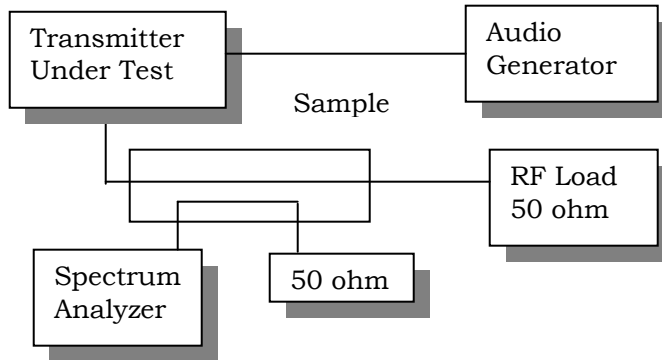 Transmitter
Under Test
Audio
Generator
Sample
RF Load
50 ohm
Spectrum
Analyzer
50 ohm